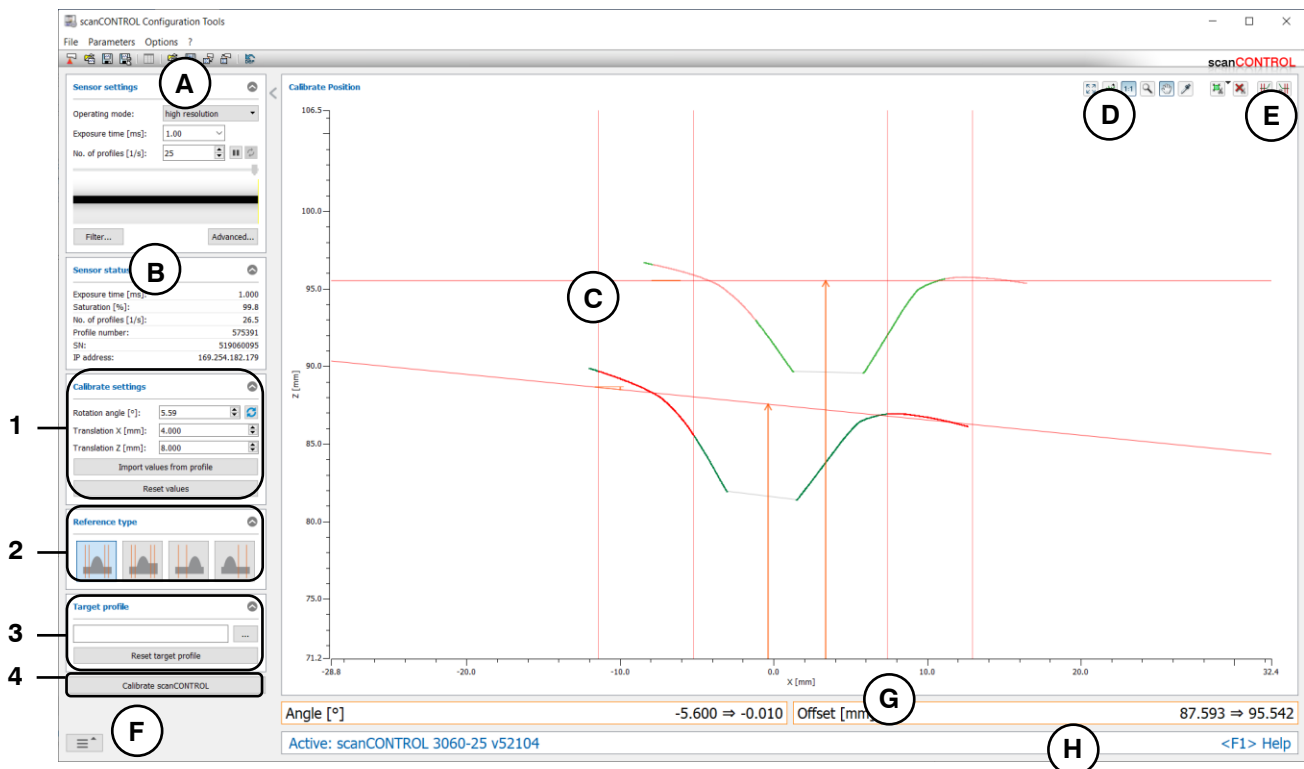 scanCONTROL Configuration Tools
File Parameters Options ?
scanCONTROL
Sensor settings
A
Operating mode: high resolution
Exposure time [ms]: 1.00
No. of profiles [1/s]: 25
Filter... Advanced...
Sensor status
B
Exposure time [ms]: 1.000
Saturation [%]: 99.8
No. of profiles [1/s]: 26.5
Profile number: 575391
SN: 519060095
IP address: 169.254.182.179
1
Calibrate settings
Rotation angle [°]: 5.59
Translation X [mm]: 4.000
Translation Z [mm]: 8.000
Import values from profile
Reset values
2
Reference type
3
Target profile
...
Reset target profile
4
Calibrate scanCONTROL
F
Calibrate Position
1:1
D
E
C
Z [mm]
106.5
100.0
95.0
90.0
85.0
80.0
75.0
71.2
-28.8 -20.0 -10.0 0.0 10.0 20.0 32.4
X [mm]
G
Angle [°] -5.600 ⇒ -0.010 Offset [mm] 87.593 ⇒ 95.542
Active: scanCONTROL 3060-25 v52104 <F1> Help
H